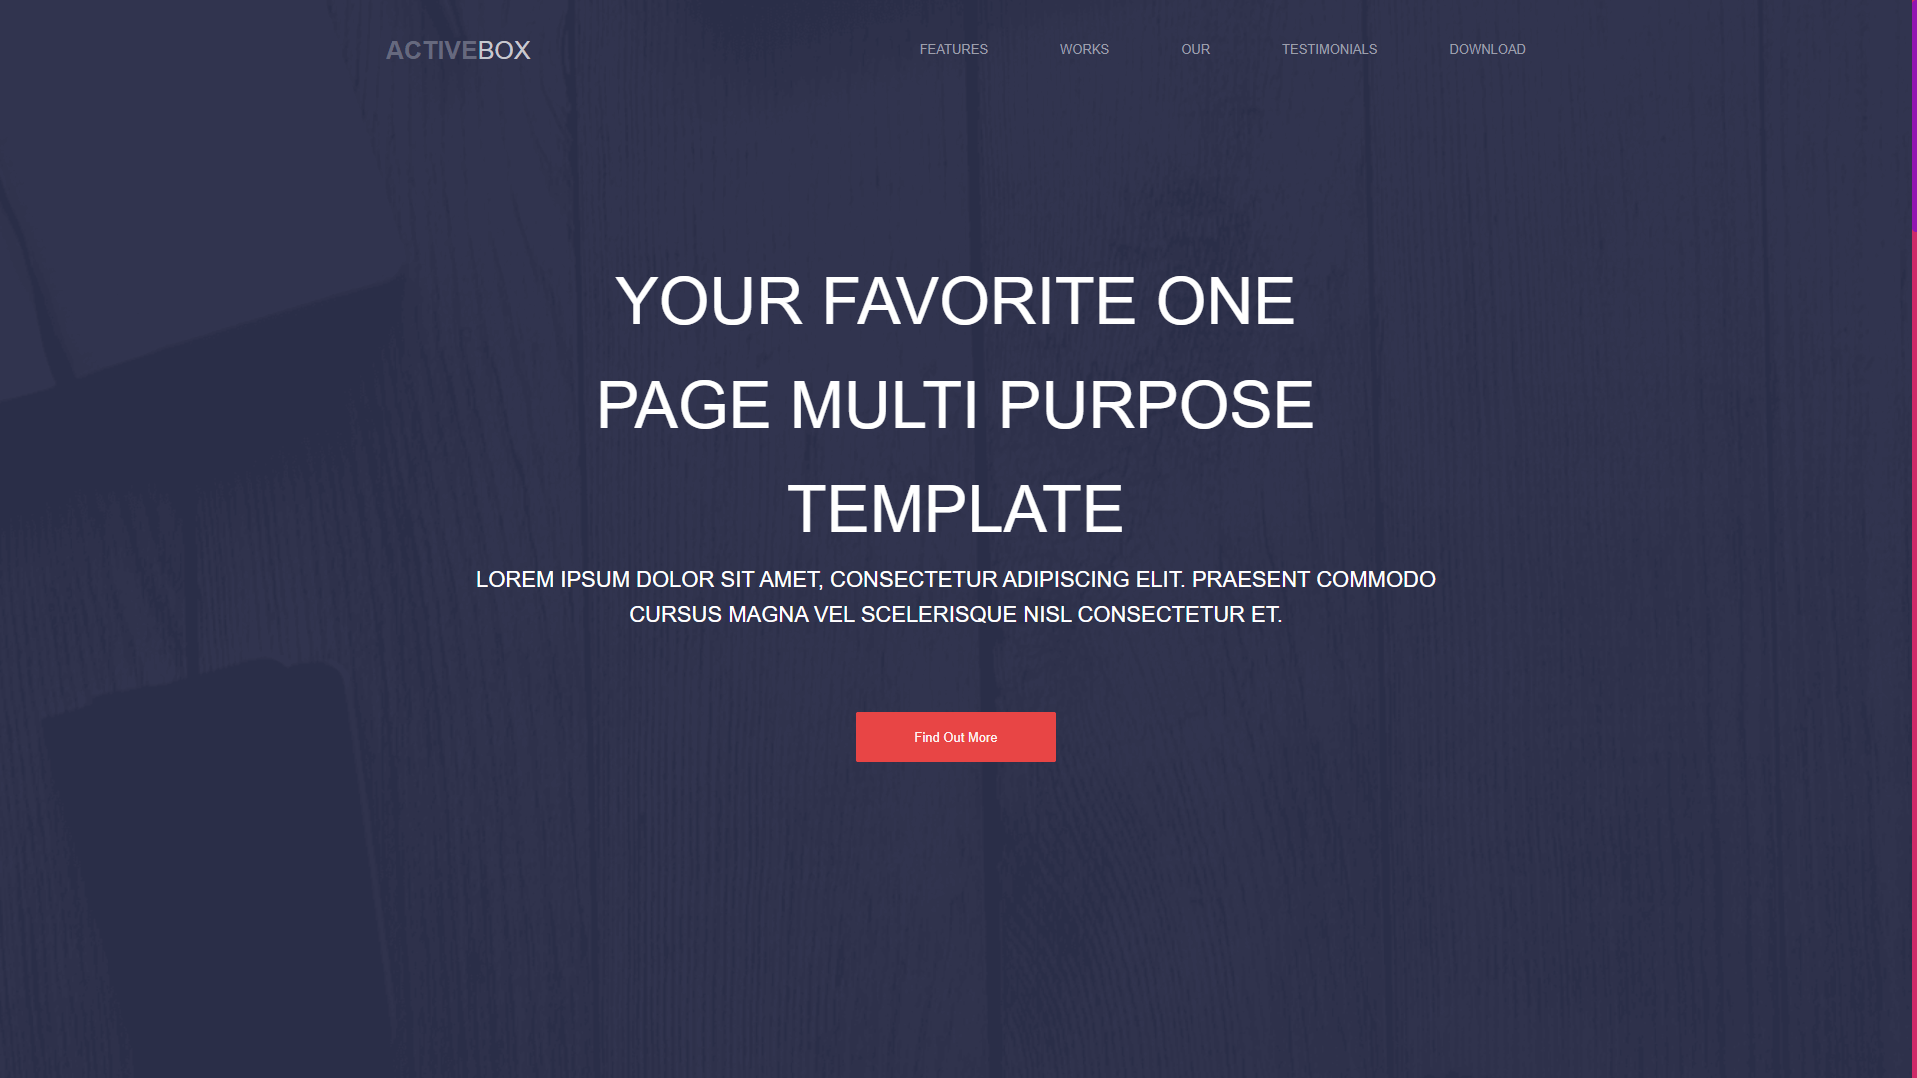 ACTIVEBOX
FEATURES
WORKS
OUR
TESTIMONIALS
DOWNLOAD
YOUR FAVORITE ONE
PAGE MULTI PURPOSE
TEMPLATE
LOREM IPSUM DOLOR SIT AMET, CONSECTETUR ADIPISCING ELIT. PRAESENT COMMODO
CURSUS MAGNA VEL SCELERISQUE NISL CONSECTETUR ET.
Find Out More